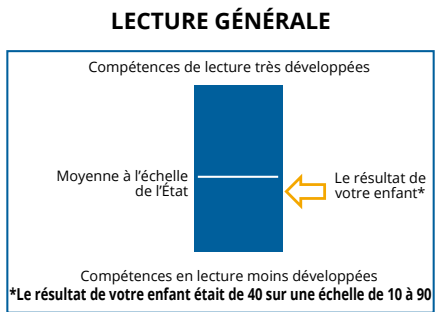 LECTURE GÉNÉRALE
Compétences de lecture très développées
Moyenne à l'échelle
de l'État
Le résultat de
votre enfant*
Compétences en lecture moins développées
*Le résultat de votre enfant était de 40 sur une échelle de 10 à 90